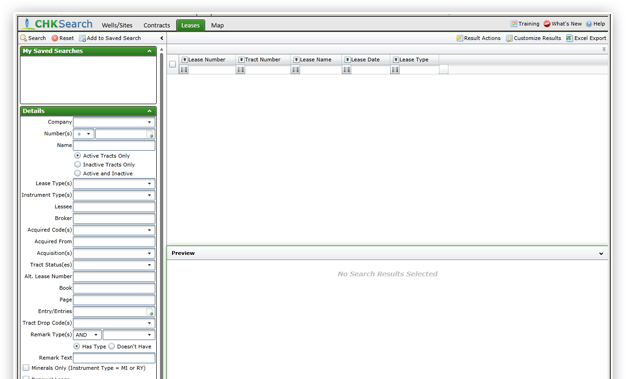 CHKSearch Wells/Sites Contracts Leases Map Training What's New Help
Search Reset Add to Saved Search Result Actions Customize Results Excel Export
My Saved Searches
Lease Number Tract Number Lease Name Lease Date Lease Type
Details
Company
Number(s) =
Name
Active Tracts Only
Inactive Tracts Only
Active and Inactive
Lease Type(s)
Instrument Type(s)
Lessee
Broker
Acquired Code(s)
Acquired From
Acquisition(s)
Tract Status(es)
Alt. Lease Number
Book
Page
Entry/Entries
Tract Drop Code(s)
Remark Type(s) AND
Has Type Doesn't Have
Remark Text
Minerals Only (Instrument Type = MI or RY)
Preview
No Search Results Selected